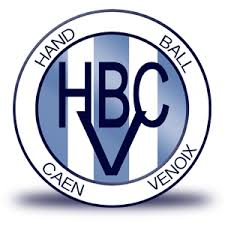 HAND BALL
HBC
V
CAEN VENOIX